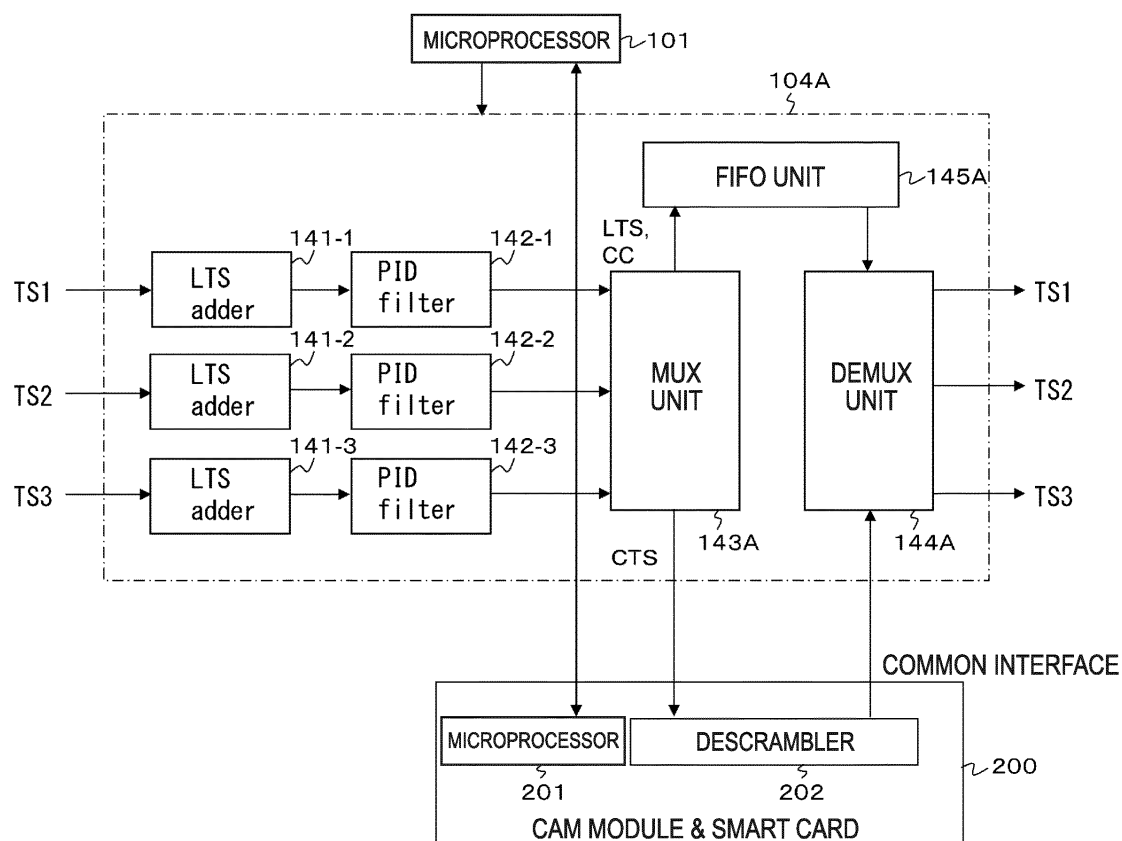 MICROPROCESSOR
101
104A
FIFO UNIT
145A
LTS,
CC
141-1
142-1
TS1
LTS
adder
PID
filter
TS1
141-2
142-2
TS2
LTS
adder
PID
filter
MUX
UNIT
DEMUX
UNIT
TS2
141-3
142-3
TS3
LTS
adder
PID
filter
TS3
143A
144A
CTS
COMMON INTERFACE
MICROPROCESSOR
DESCRAMBLER
201
202
200
CAM MODULE & SMART CARD